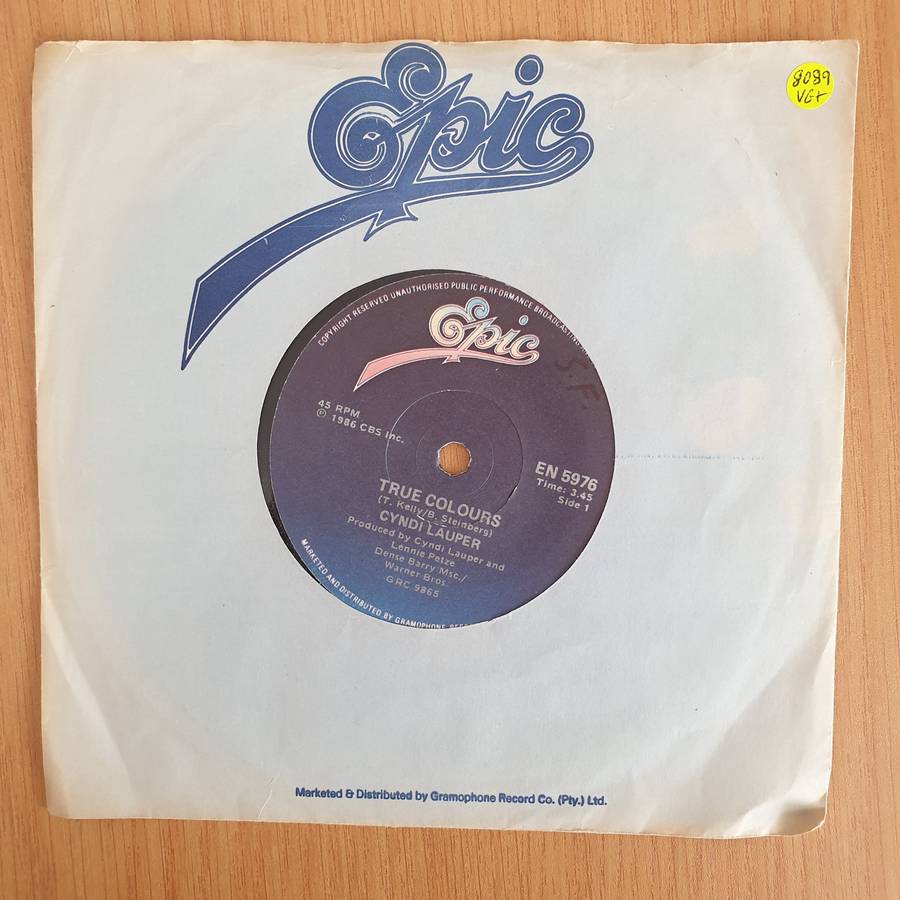 Epic
8089
VG+
COPYRIGHT RESERVED UNAUTHORISED PUBLIC PERFORMANCE BROADCASTING
Epic
S.F.
45 RPM
℗ 1986 CBS Inc.
EN 5976
Time: 3.45
Side 1
TRUE COLOURS
(T. Kelly/B. Steinberg)
CYNDI LAUPER
Produced by Cyndi Lauper and
Lennie Petze
Dense Barry Msc./
Warner Bros.
GRC 9865
MARKETED AND DISTRIBUTED BY GRAMOPHONE
Marketed & Distributed by Gramophone Record Co. (Pty.) Ltd.